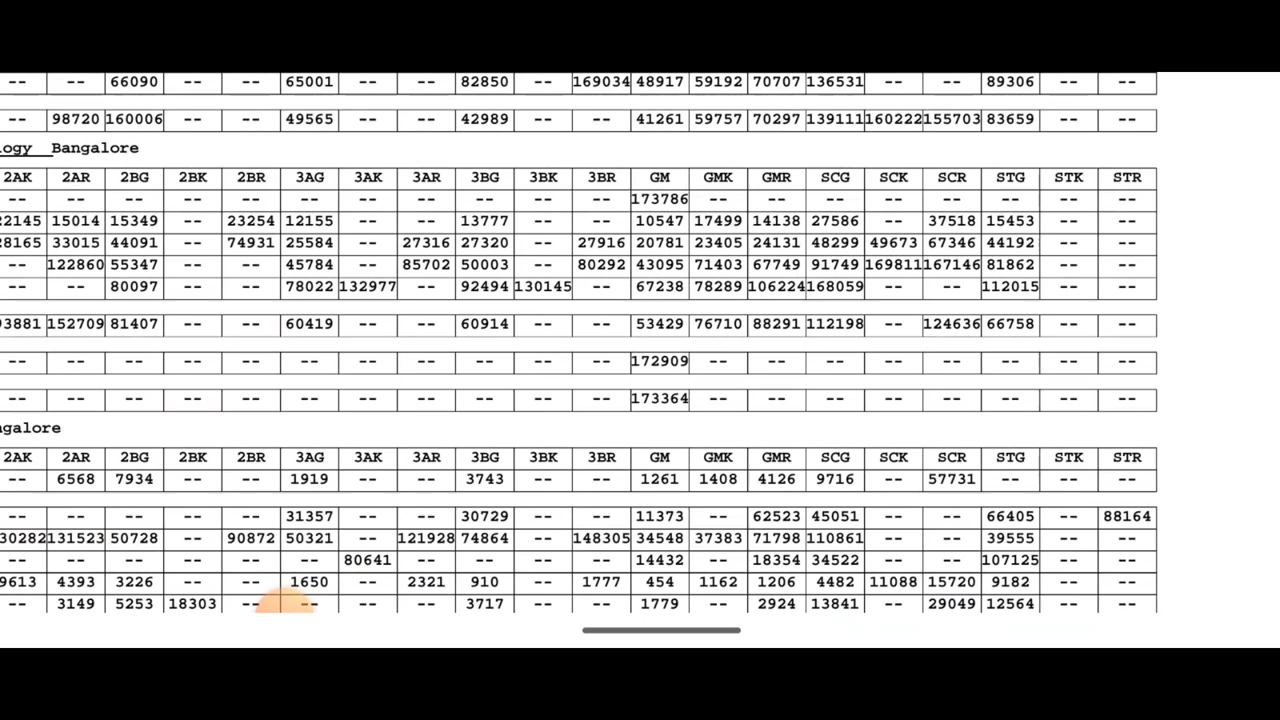 -- -- 66090 -- -- 65001 -- -- 82850 -- 169034 48917 59192 70707 136531 -- -- 89306 -- --
-- 98720 160006 -- -- 49565 -- -- 42989 -- -- 41261 59757 70297 139111 160222 155703 83659 -- --
ogy Bangalore
2AK 2AR 2BG 2BK 2BR 3AG 3AK 3AR 3BG 3BK 3BR GM GMK GMR SCG SCK SCR STG STK STR
-- -- -- -- -- -- -- -- -- -- -- 173786 -- -- -- -- -- -- -- --
22145 15014 15349 -- 23254 12155 -- -- 13777 -- -- 10547 17499 14138 27586 -- 37518 15453 -- --
28165 33015 44091 -- 74931 25584 -- 27316 27320 -- 27916 20781 23405 24131 48299 49673 67346 44192 -- --
-- 122860 55347 -- -- 45784 -- 85702 50003 -- 80292 43095 71403 67749 91749 169811 167146 81862 -- --
-- -- 80097 -- -- 78022 132977 -- 92494 130145 -- 67238 78289 106224 168059 -- -- 112015 -- --
93881 152709 81407 -- -- 60419 -- -- 60914 -- -- 53429 76710 88291 112198 -- 124636 66758 -- --
-- -- -- -- -- -- -- -- -- -- -- 172909 -- -- -- -- -- -- -- --
-- -- -- -- -- -- -- -- -- -- -- 173364 -- -- -- -- -- -- -- --
ngalore
2AK 2AR 2BG 2BK 2BR 3AG 3AK 3AR 3BG 3BK 3BR GM GMK GMR SCG SCK SCR STG STK STR
-- 6568 7934 -- -- 1919 -- -- 3743 -- -- 1261 1408 4126 9716 -- 57731 -- -- --
-- -- -- -- -- 31357 -- -- 30729 -- -- 11373 -- 62523 45051 -- -- 66405 -- 88164
30282 131523 50728 -- 90872 50321 -- 121928 74864 -- 148305 34548 37383 71798 110861 -- -- 39555 -- --
-- -- -- -- -- -- 80641 -- -- -- -- 14432 -- 18354 34522 -- -- 107125 -- --
9613 4393 3226 -- -- 1650 -- 2321 910 -- 1777 454 1162 1206 4482 11088 15720 9182 -- --
-- 3149 5253 18303 -- -- -- -- 3717 -- -- 1779 -- 2924 13841 -- 29049 12564 -- --